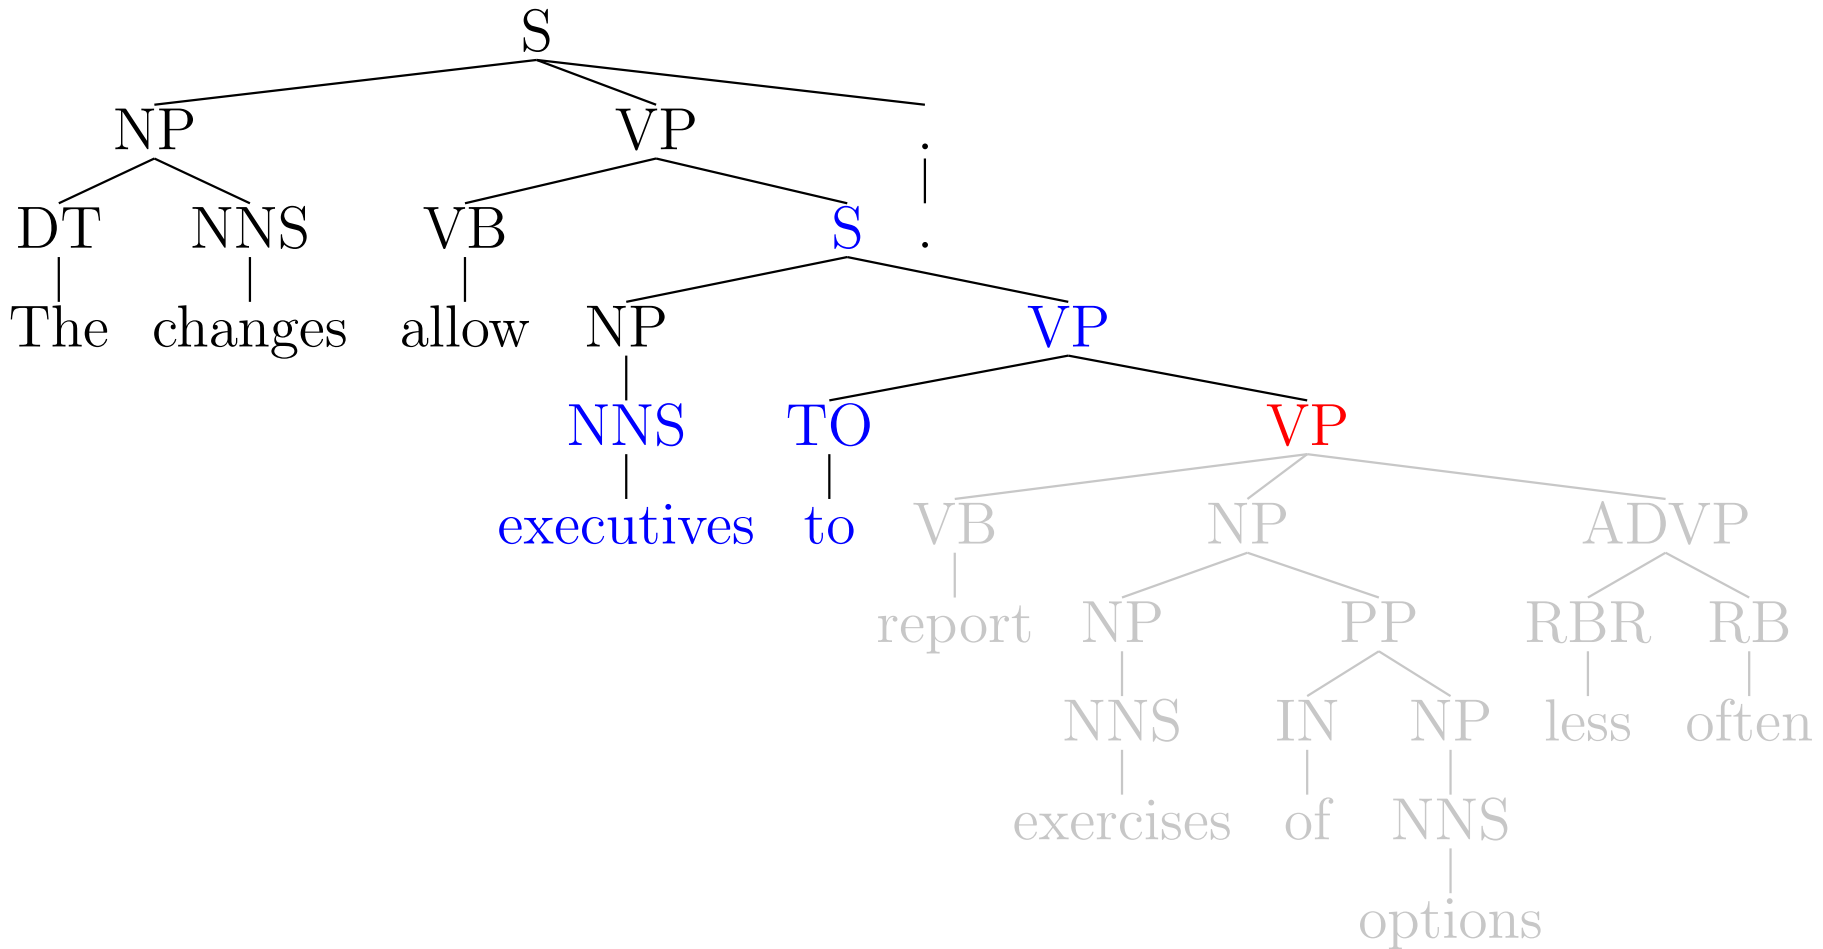 S
NP VP .
DT NNS VB S .
The changes allow NP VP
NNS TO VP
executives to VB NP ADVP
report NP PP RBR RB
NNS IN NP less often
exercises of NNS
options